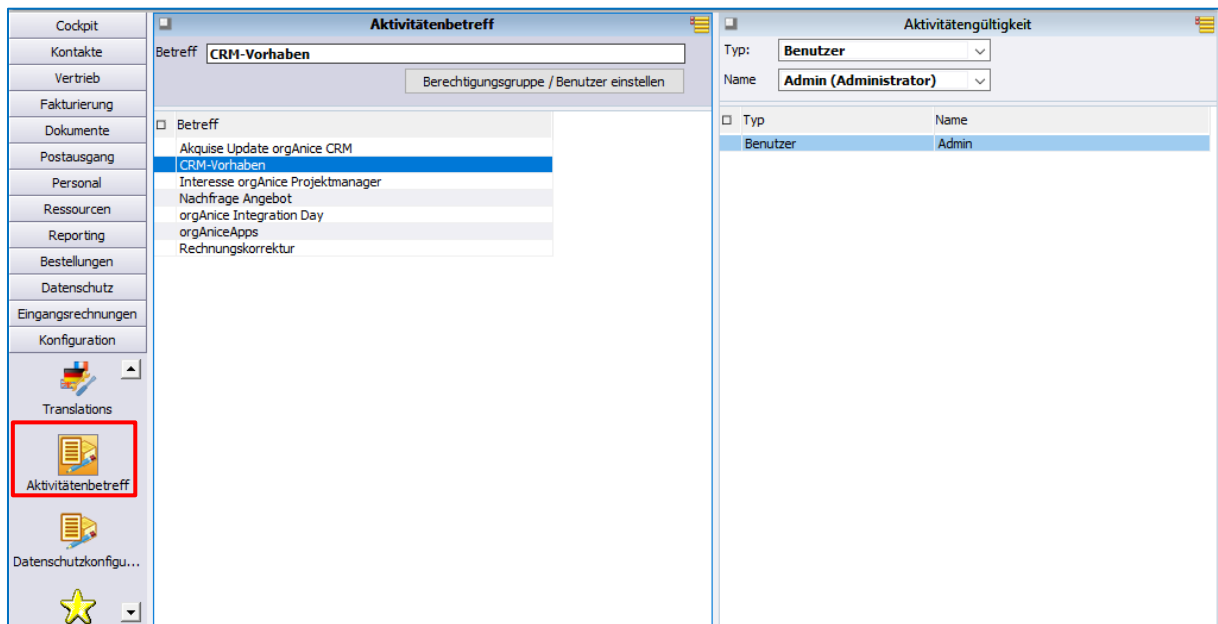 Cockpit
Kontakte
Vertrieb
Fakturierung
Dokumente
Postausgang
Personal
Ressourcen
Reporting
Bestellungen
Datenschutz
Eingangsrechnungen
Konfiguration
Translations
Aktivitätenbetreff
Datenschutzkonfigu...
Aktivitätenbetreff
Betreff CRM-Vorhaben
Berechtigungsgruppe / Benutzer einstellen
Betreff
Akquise Update orgAnice CRM
CRM-Vorhaben
Interesse orgAnice Projektmanager
Nachfrage Angebot
orgAnice Integration Day
orgAniceApps
Rechnungskorrektur
Aktivitätengültigkeit
Typ: Benutzer
Name Admin (Administrator)
Typ Name
Benutzer Admin